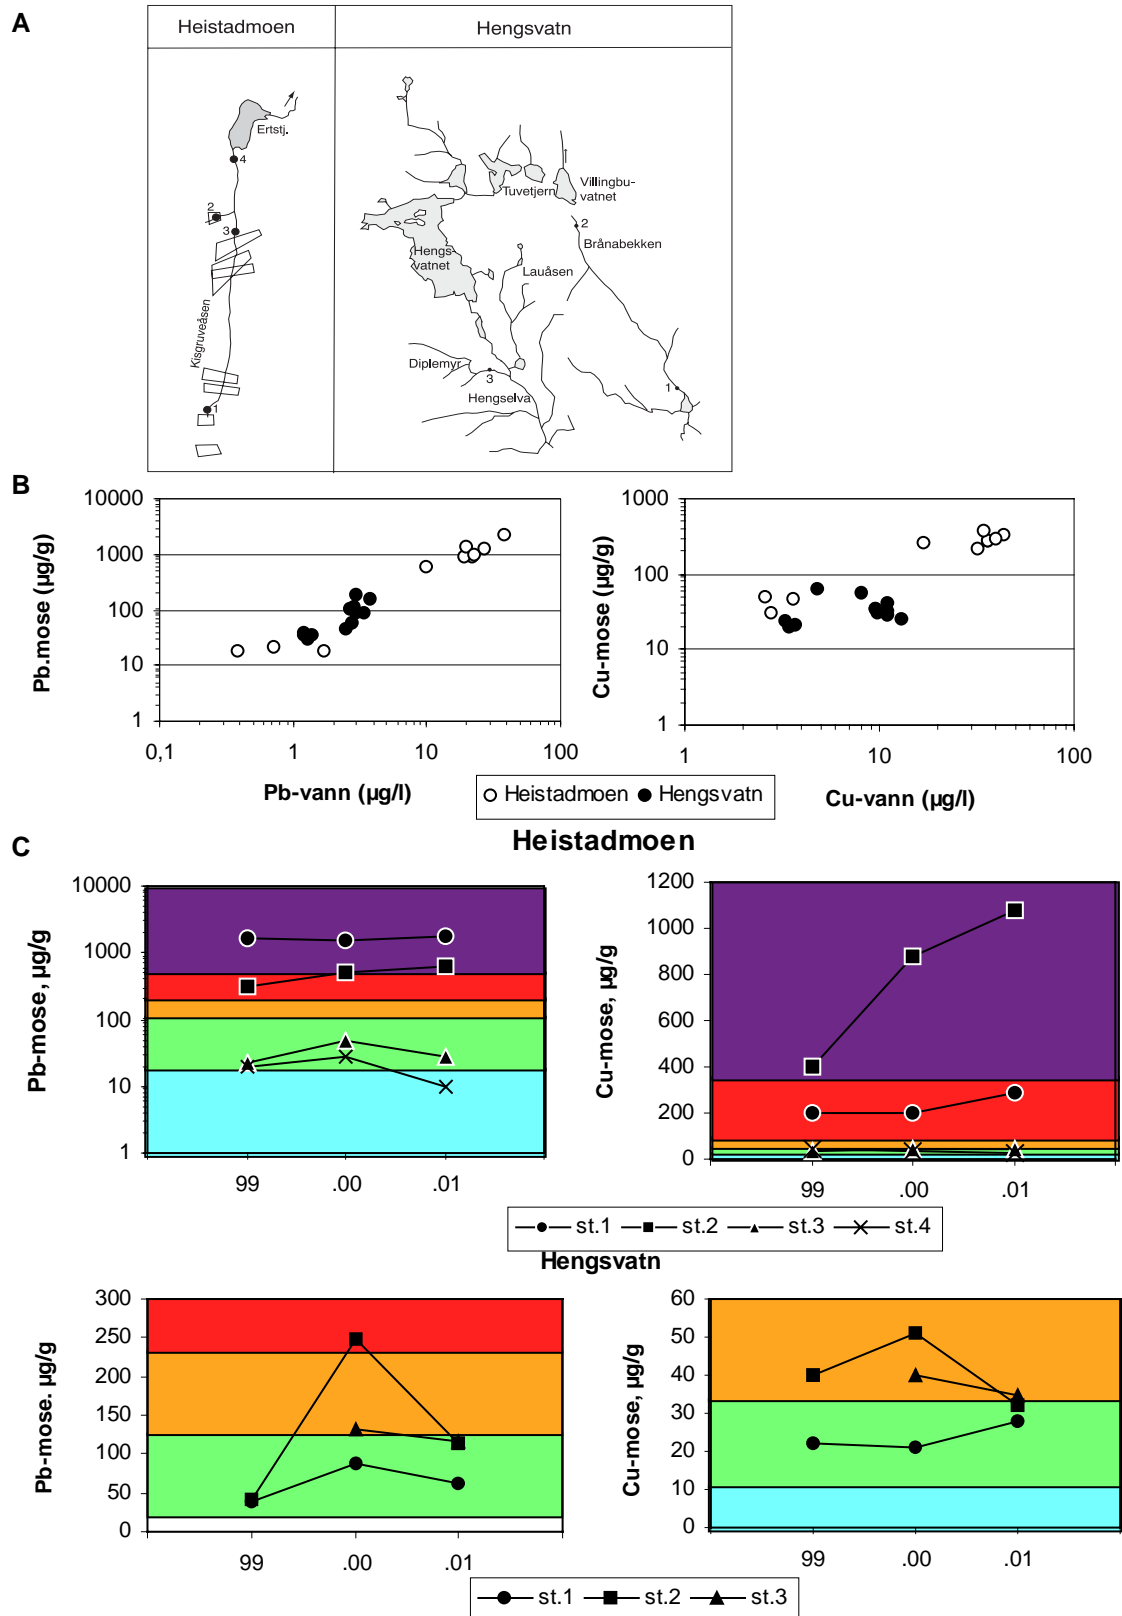 A
Heistadmoen
Hengsvatn
Ertstj.
4
2
3
Kisgruveåsen
1
Tuvetjern
Villingbu-
vatnet
2
Brånabekken
Hengs-
vatnet
Lauåsen
Diplemyr
3
Hengselva
1
B
Pb.mose (µg/g)
10000
1000
100
10
1
0,1
1
10
100
Pb-vann (µg/l)
Cu-mose (µg/g)
1000
100
10
1
1
10
100
Cu-vann (µg/l)
Heistadmoen
Hengsvatn
C
Heistadmoen
Pb-mose, µg/g
10000
1000
100
10
1
99
.00
.01
Cu-mose, µg/g
1200
1000
800
600
400
200
0
99
.00
.01
st.1
st.2
st.3
st.4
Hengsvatn
Pb-mose. µg/g
300
250
200
150
100
50
0
99
.00
.01
Cu-mose, µg/g
60
50
40
30
20
10
0
99
.00
.01
st.1
st.2
st.3